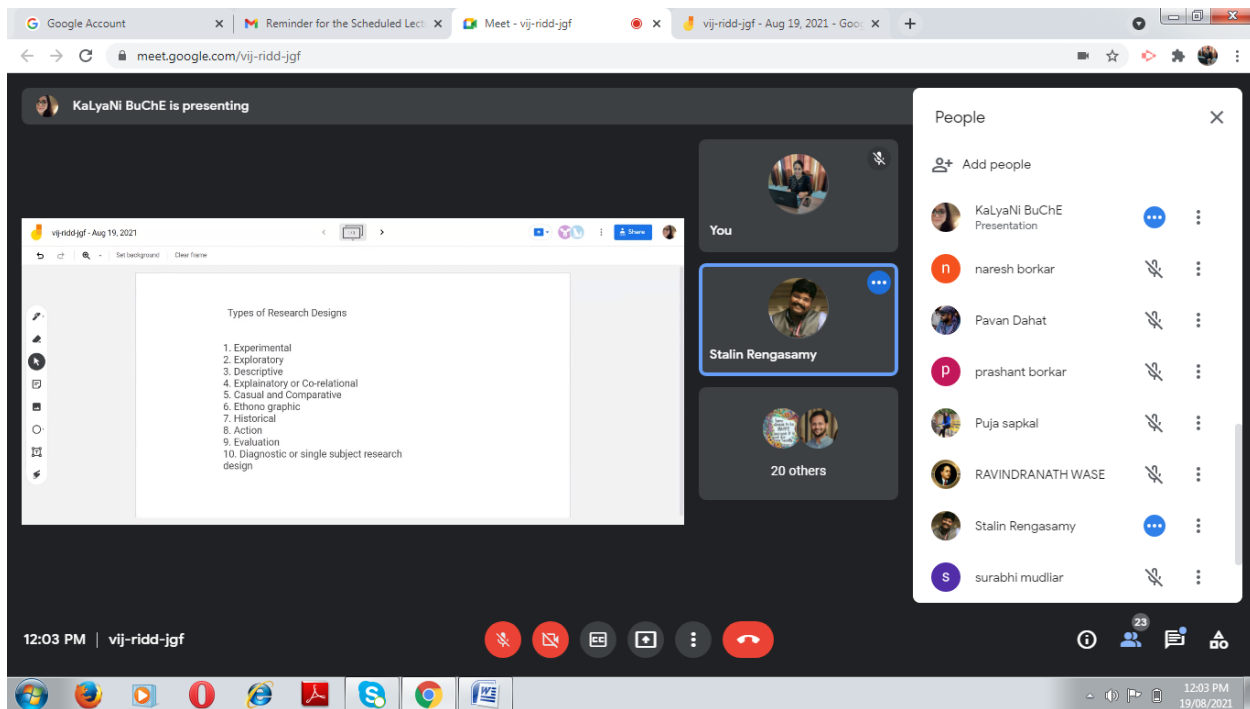 Google Account
Reminder for the Scheduled Lect
Meet - vij-ridd-jgf
vij-ridd-jgf - Aug 19, 2021 - Goog
meet.google.com/vij-ridd-jgf
KaLyaNi BuChE is presenting
vij-ridd-jgf - Aug 19, 2021
Share
Set background
Clear frame
Types of Research Designs
1. Experimental
2. Exploratory
3. Descriptive
4. Explainatory or Co-relational
5. Casual and Comparative
6. Ethono graphic
7. Historical
8. Action
9. Evaluation
10. Diagnostic or single subject research
design
You
Stalin Rengasamy
20 others
People
Add people
KaLyaNi BuChE
Presentation
n
naresh borkar
Pavan Dahat
p
prashant borkar
Puja sapkal
RAVINDRANATH WASE
Stalin Rengasamy
s
surabhi mudliar
12:03 PM | vij-ridd-jgf
CC
23
12:03 PM
19/08/2021